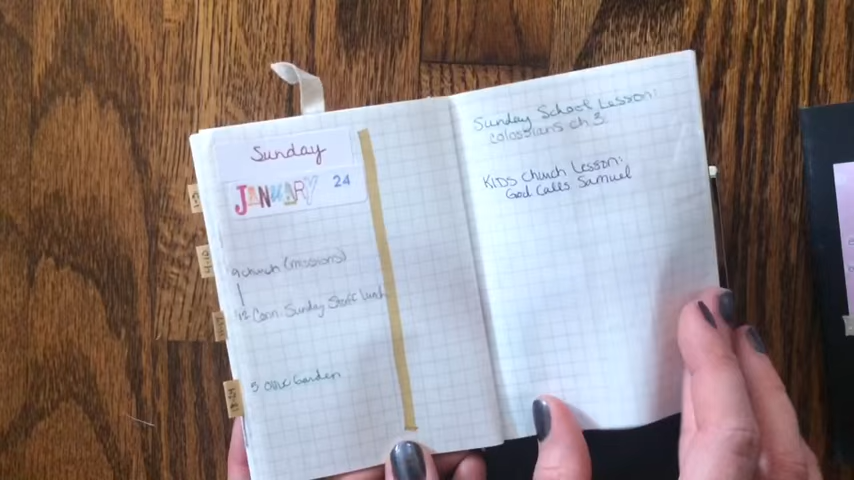 Sunday
JANUARY 24
9 Church (missions)
12 Conn. Sunday Staff Lunch
5 Olive Garden
Sunday School Lesson:
Colossians ch 3
KIDS Church Lesson:
God Calls Samuel